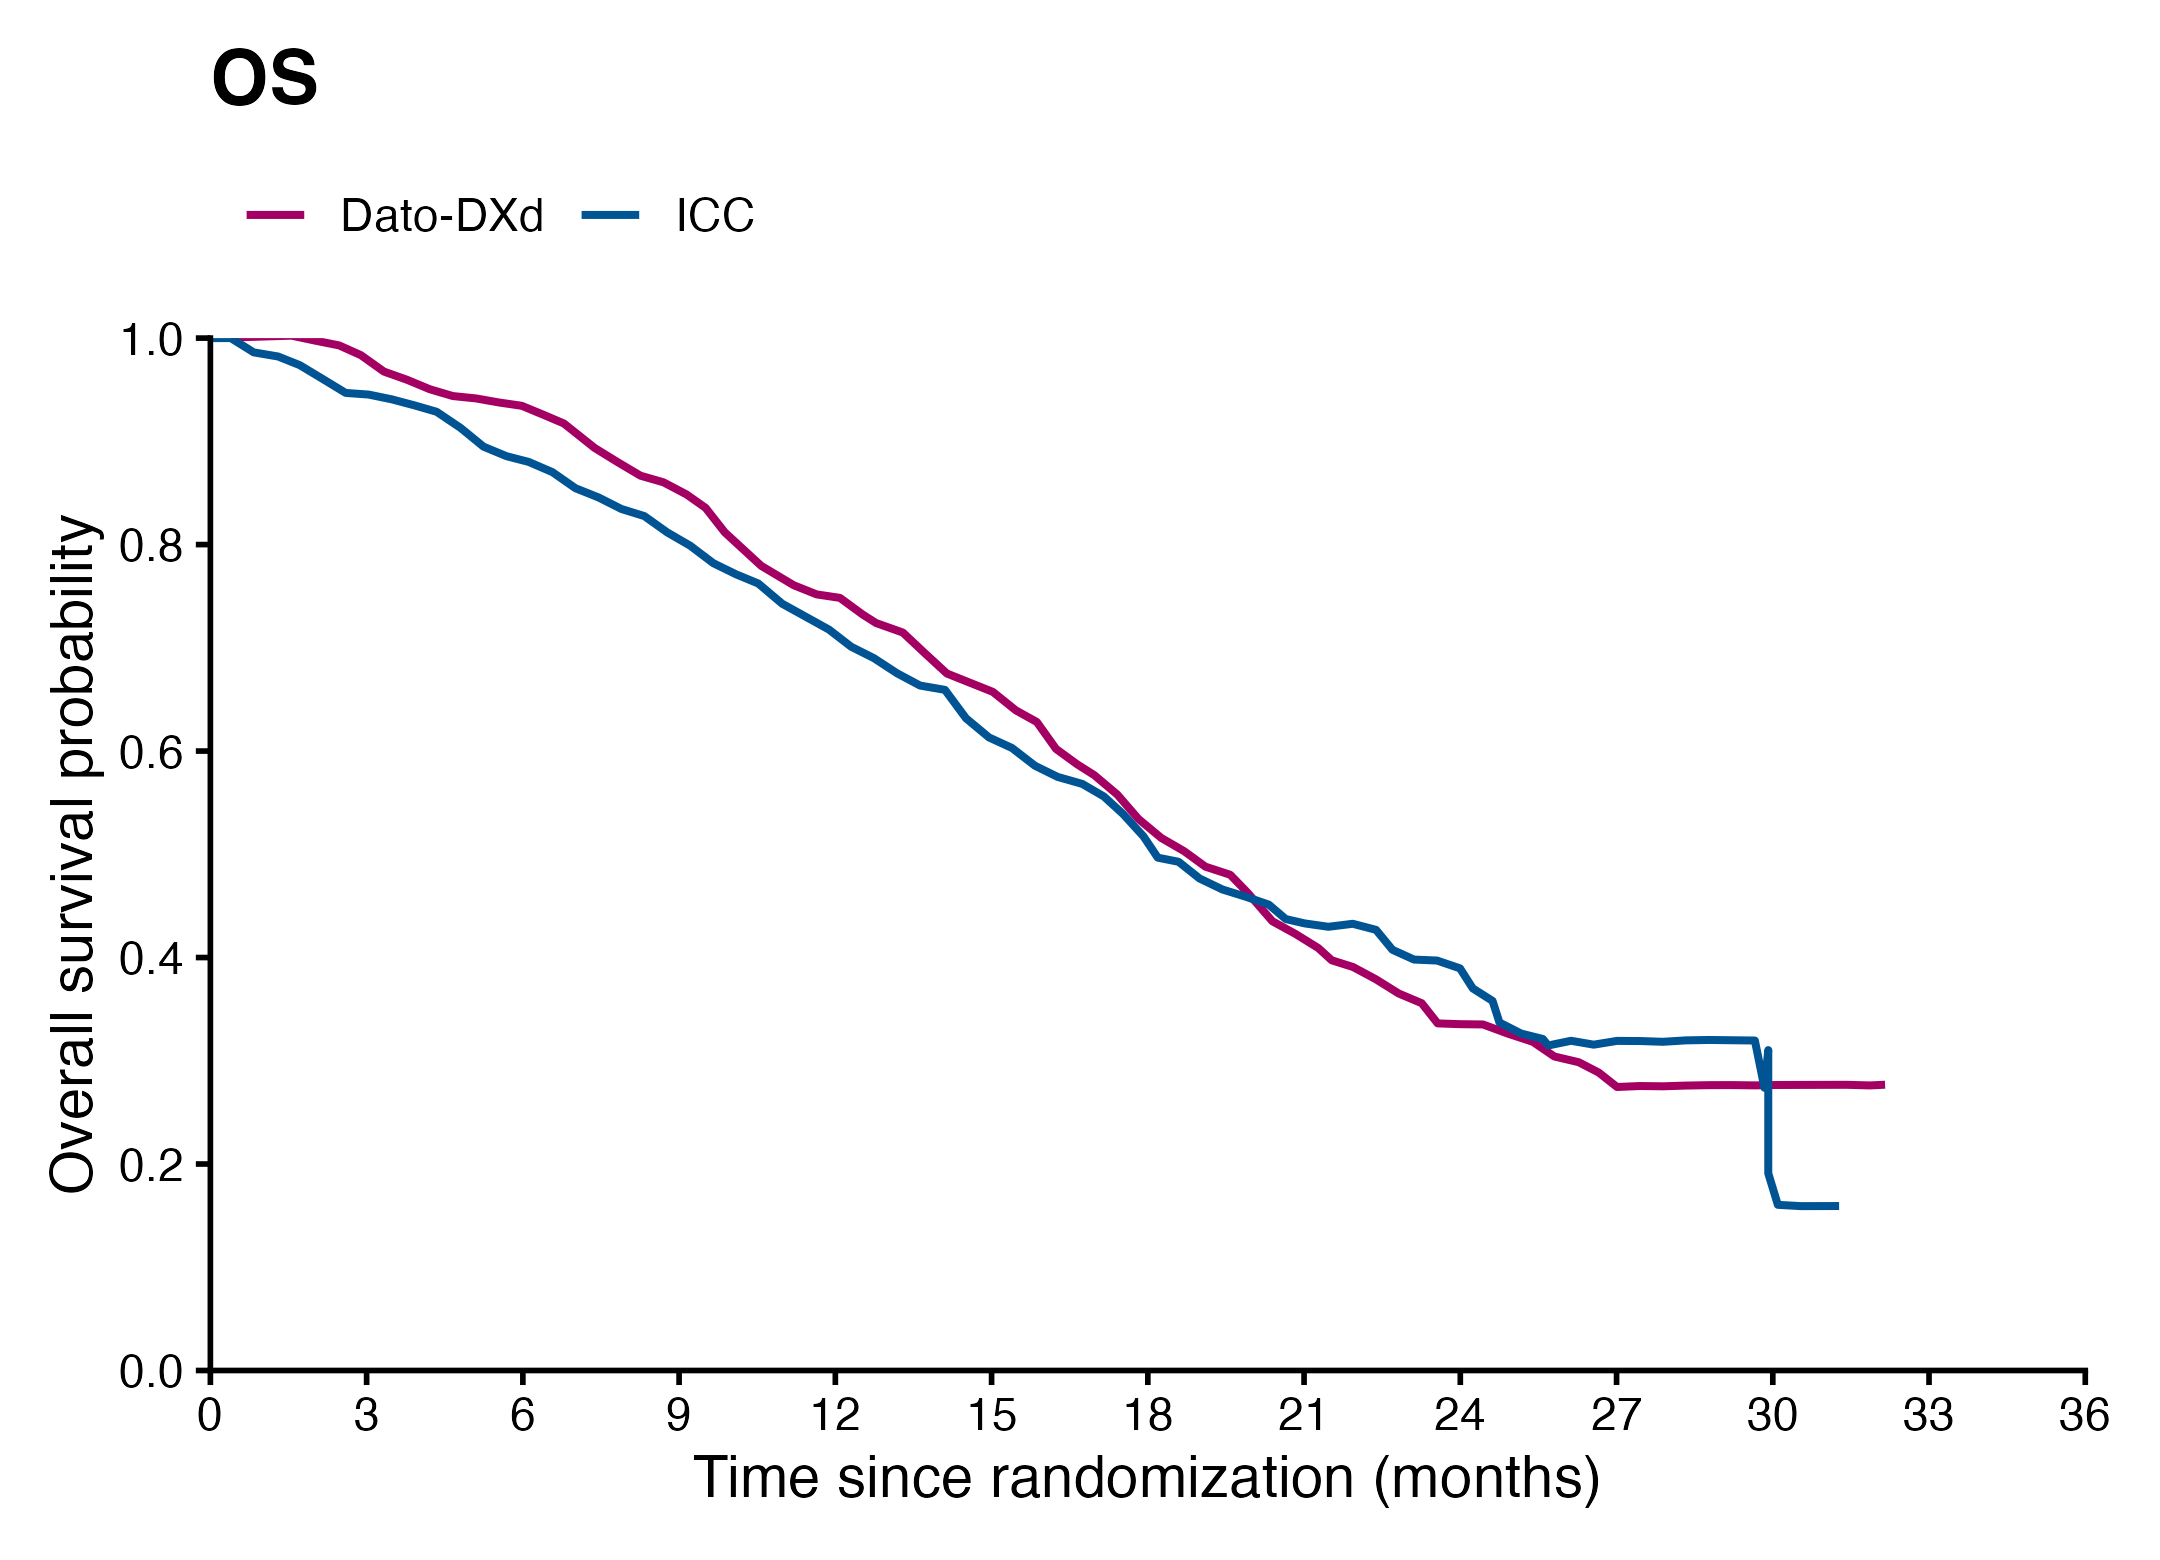 OS
Dato-DXd ICC
1.0
0.8
0.6
0.4
0.2
0.0
Overall survival probability
0 3 6 9 12 15 18 21 24 27 30 33 36
Time since randomization (months)